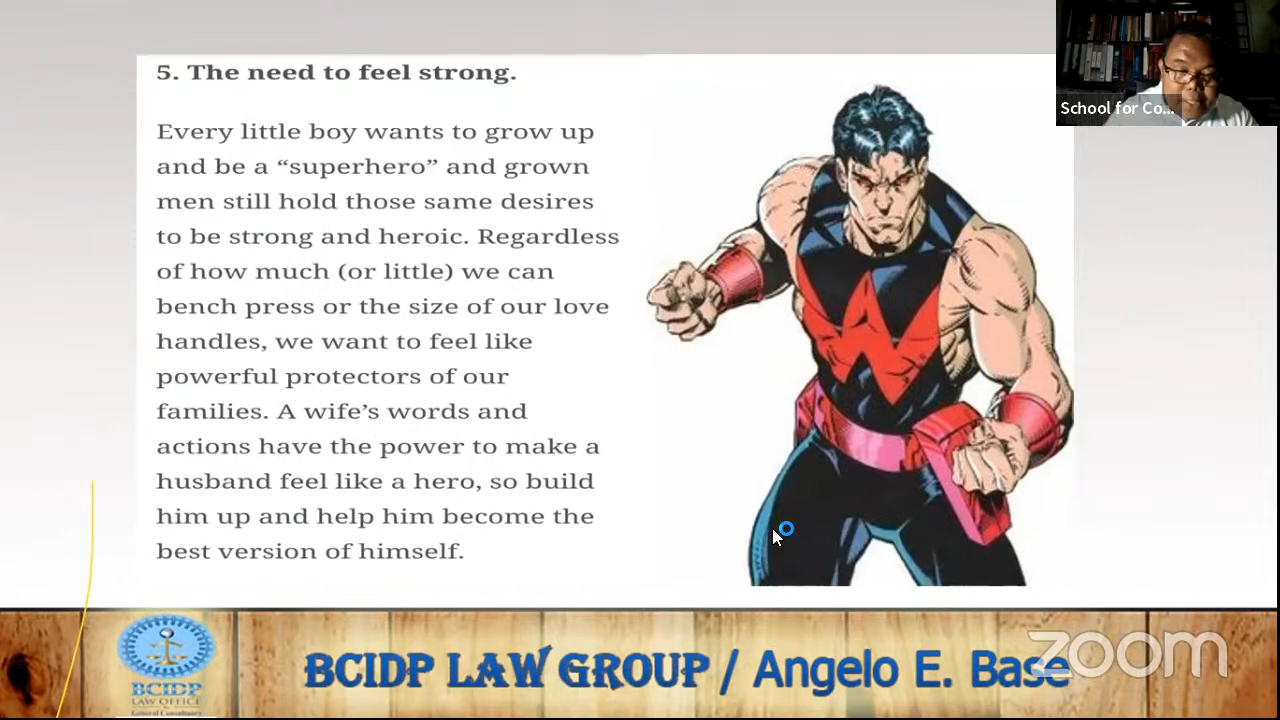 5. The need to feel strong.
Every little boy wants to grow up
and be a “superhero” and grown
men still hold those same desires
to be strong and heroic. Regardless
of how much (or little) we can
bench press or the size of our love
handles, we want to feel like
powerful protectors of our
families. A wife’s words and
actions have the power to make a
husband feel like a hero, so build
him up and help him become the
best version of himself.
School for Co...
BCIDP
LAW OFFICE
General Consultancy
BCIDP LAW GROUP / Angelo E. Base
zoom